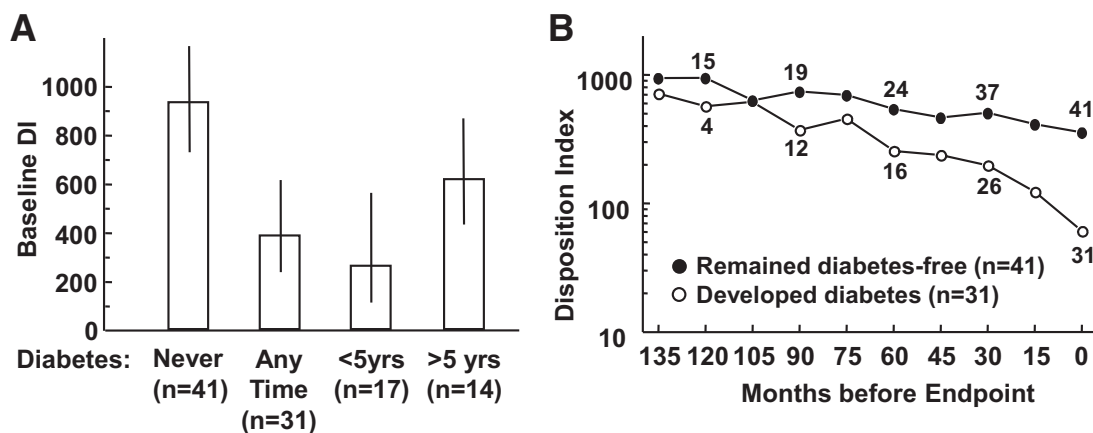 A
Baseline DI
1000
800
600
400
200
0
Diabetes:
Never
(n=41)
Any
Time
(n=31)
<5yrs
(n=17)
>5 yrs
(n=14)
B
Disposition Index
1000
100
10
15
19
24
37
41
4
12
16
26
31
Remained diabetes-free (n=41)
Developed diabetes (n=31)
135 120 105 90 75 60 45 30 15 0
Months before Endpoint